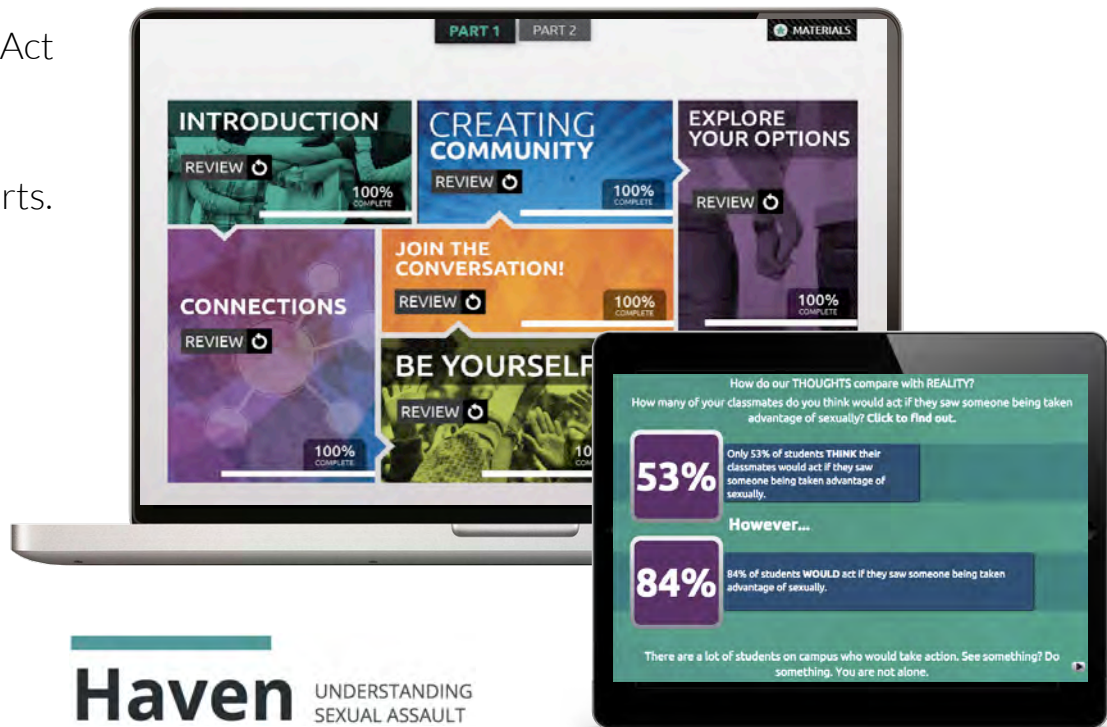 Act
rts.
PART 1 PART 2
MATERIALS
INTRODUCTION
REVIEW
100%
COMPLETE
CREATING
COMMUNITY
REVIEW
100%
COMPLETE
EXPLORE
YOUR OPTIONS
REVIEW
100%
COMPLETE
CONNECTIONS
REVIEW
100%
COMPLETE
JOIN THE
CONVERSATION!
REVIEW
100%
COMPLETE
BE YOURSELF
REVIEW
How do our THOUGHTS compare with REALITY?
How many of your classmates do you think would act if they saw someone being taken
advantage of sexually? Click to find out.
53%
Only 53% of students THINK their
classmates would act if they saw
someone being taken advantage of
sexually.
However...
84%
84% of students WOULD act if they saw someone being taken
advantage of sexually.
There are a lot of students on campus who would take action. See something? Do
something. You are not alone.
Haven
UNDERSTANDING
SEXUAL ASSAULT